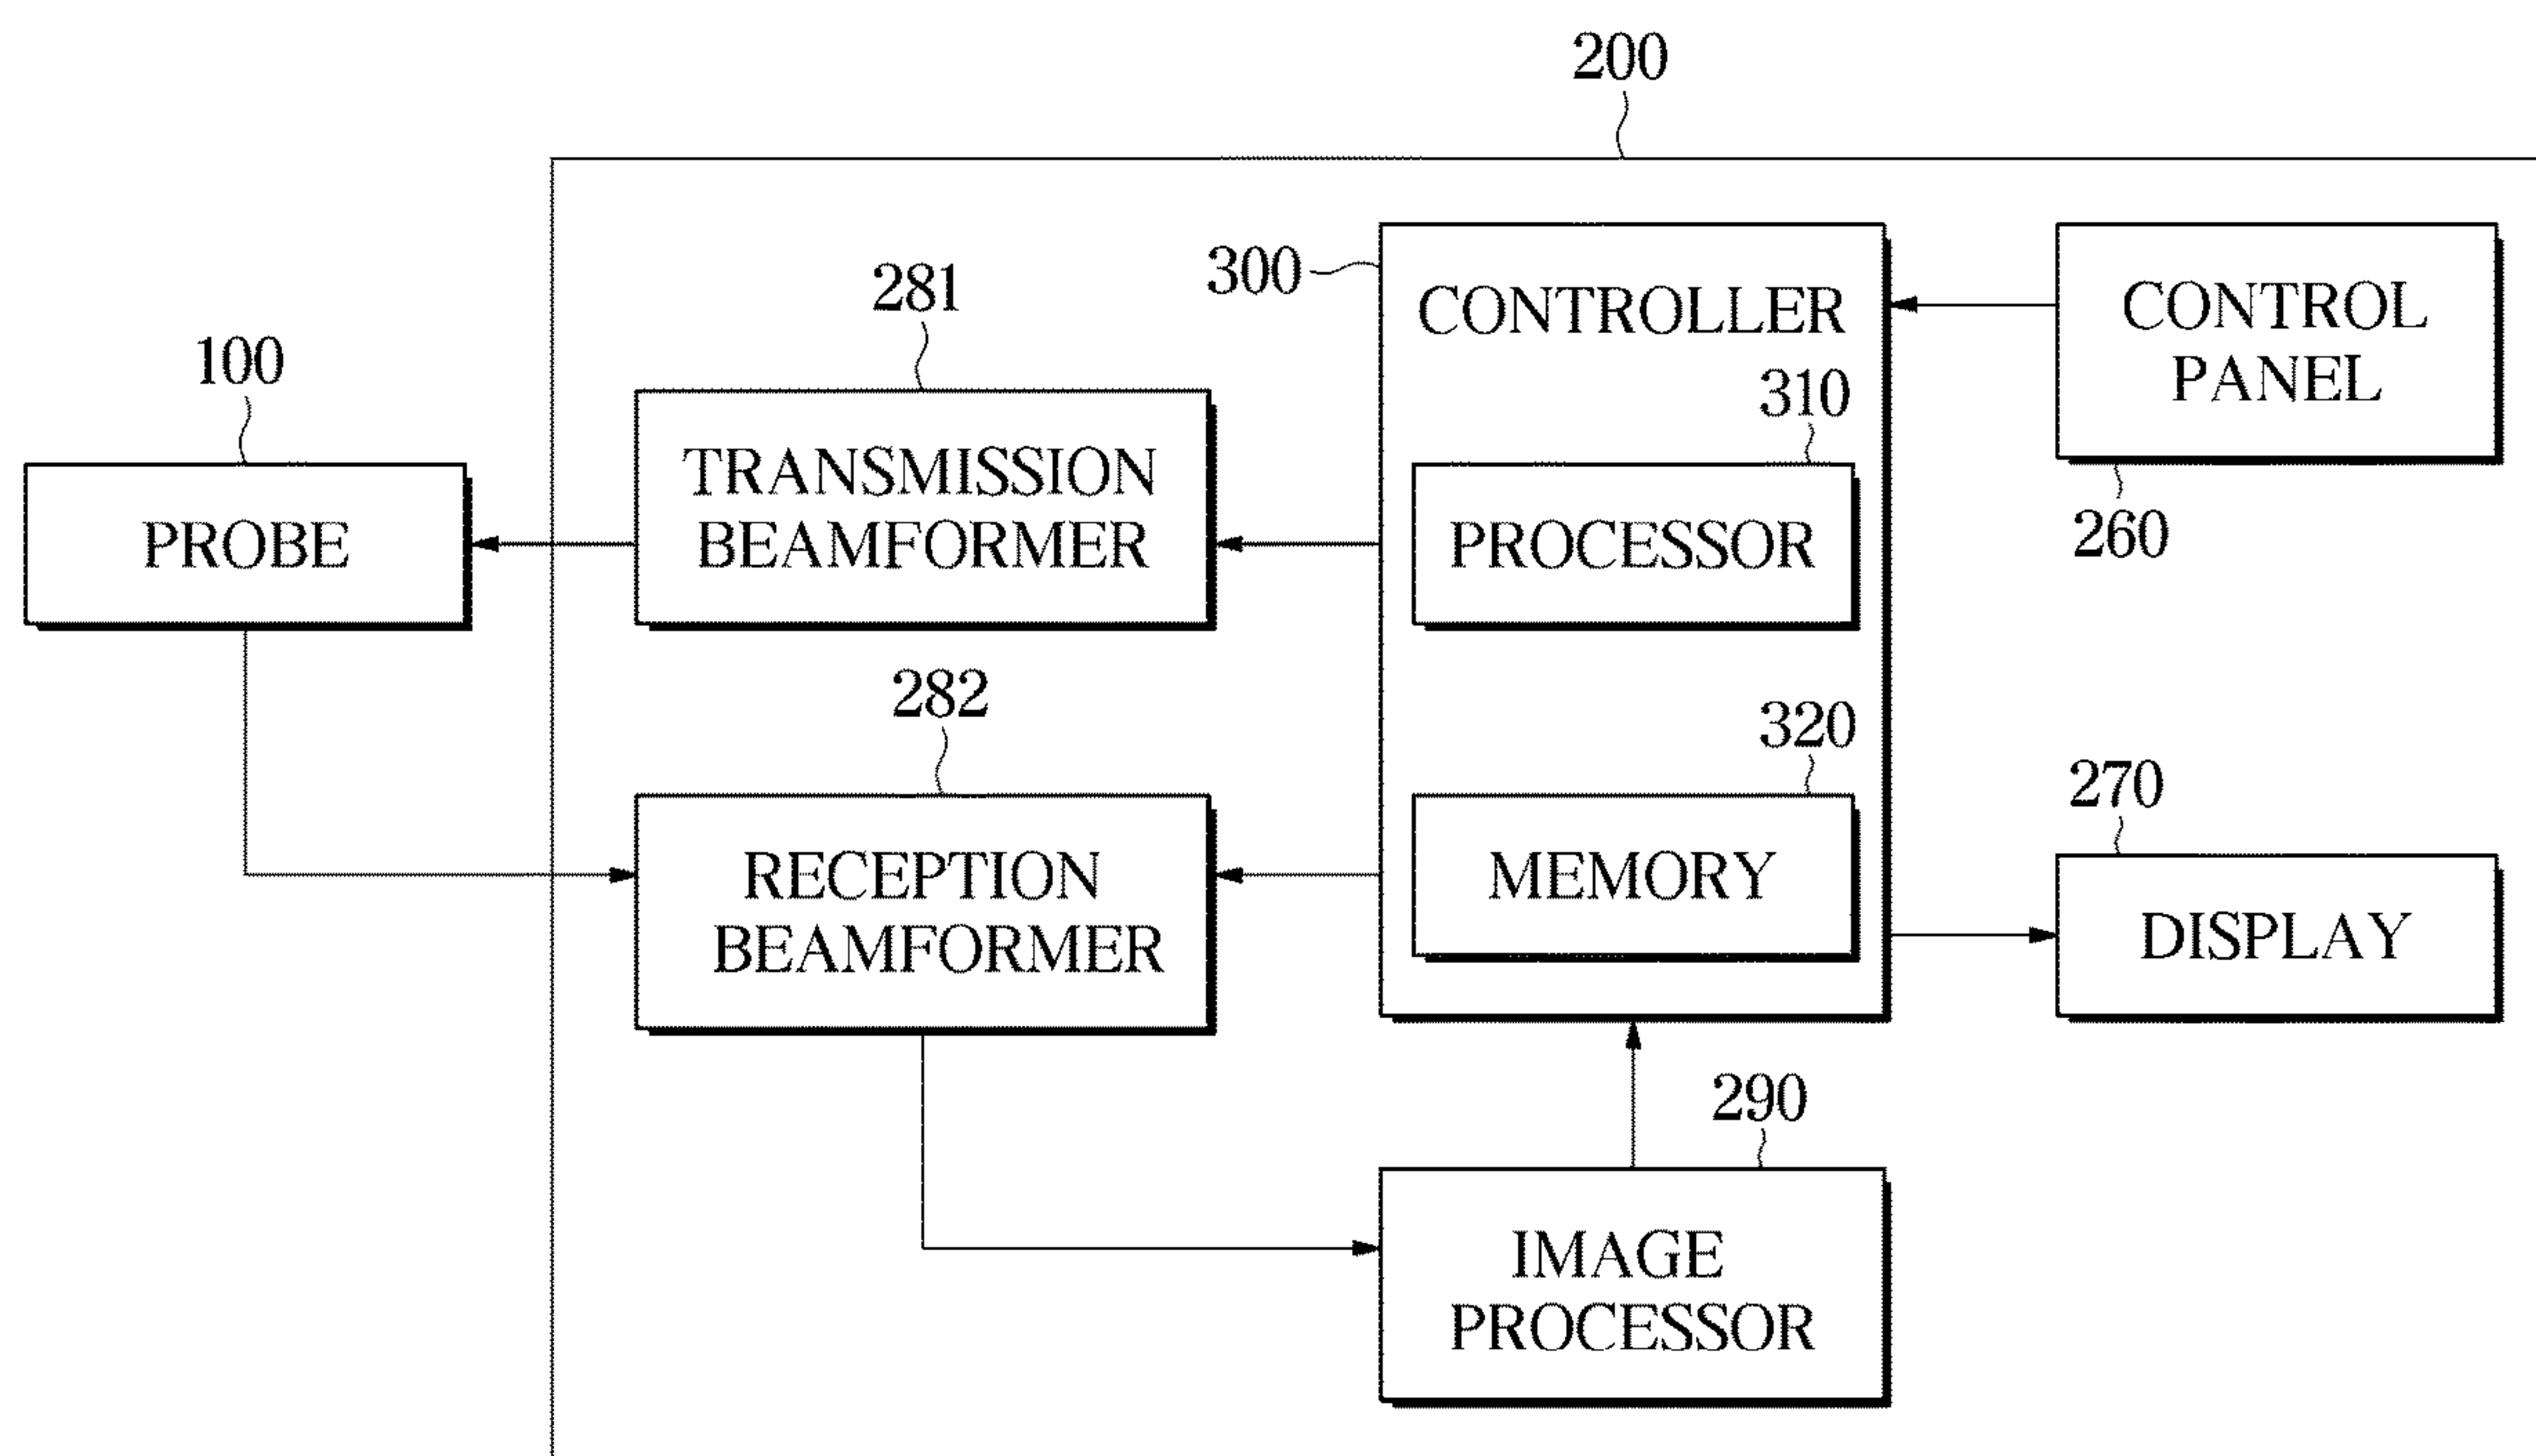 200
300
CONTROLLER
CONTROL
PANEL
260
281
TRANSMISSION
BEAMFORMER
100
PROBE
310
PROCESSOR
282
RECEPTION
BEAMFORMER
320
MEMORY
270
DISPLAY
290
IMAGE
PROCESSOR